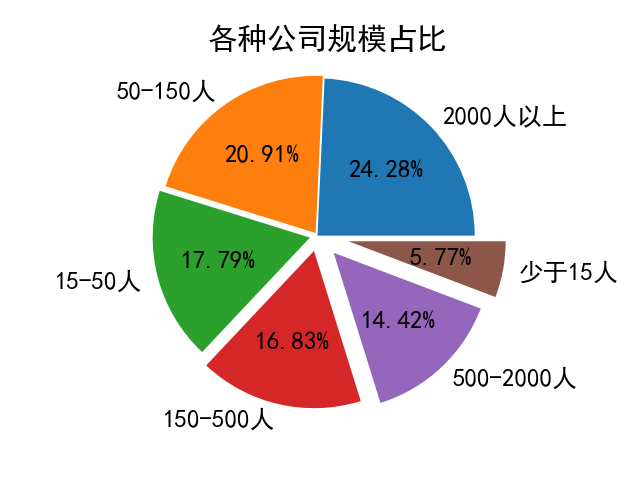 各种公司规模占比
50-150人
2000人以上
20.91%
24.28%
17.79%
5.77%
15-50人
少于15人
14.42%
16.83%
500-2000人
150-500人